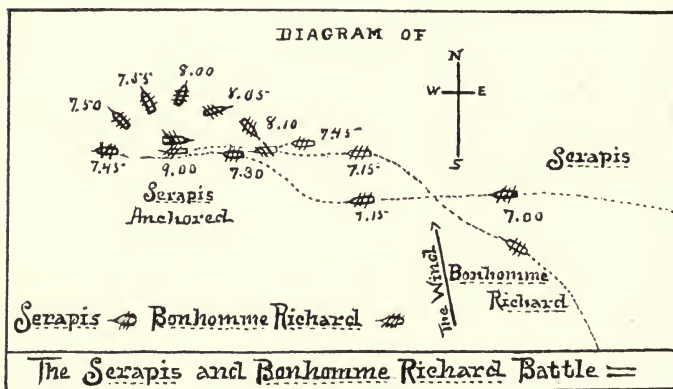 DIAGRAM OF
N
W E
S
7.45
7.50
7.55
8.00
8.05
8.10
7.45
7.15
9.00
7.30
Serapis
Anchored
Serapis
7.15
7.00
The Wind
Bonhomme
Richard
Serapis Bonhomme Richard
The Serapis and Bonhomme Richard Battle =